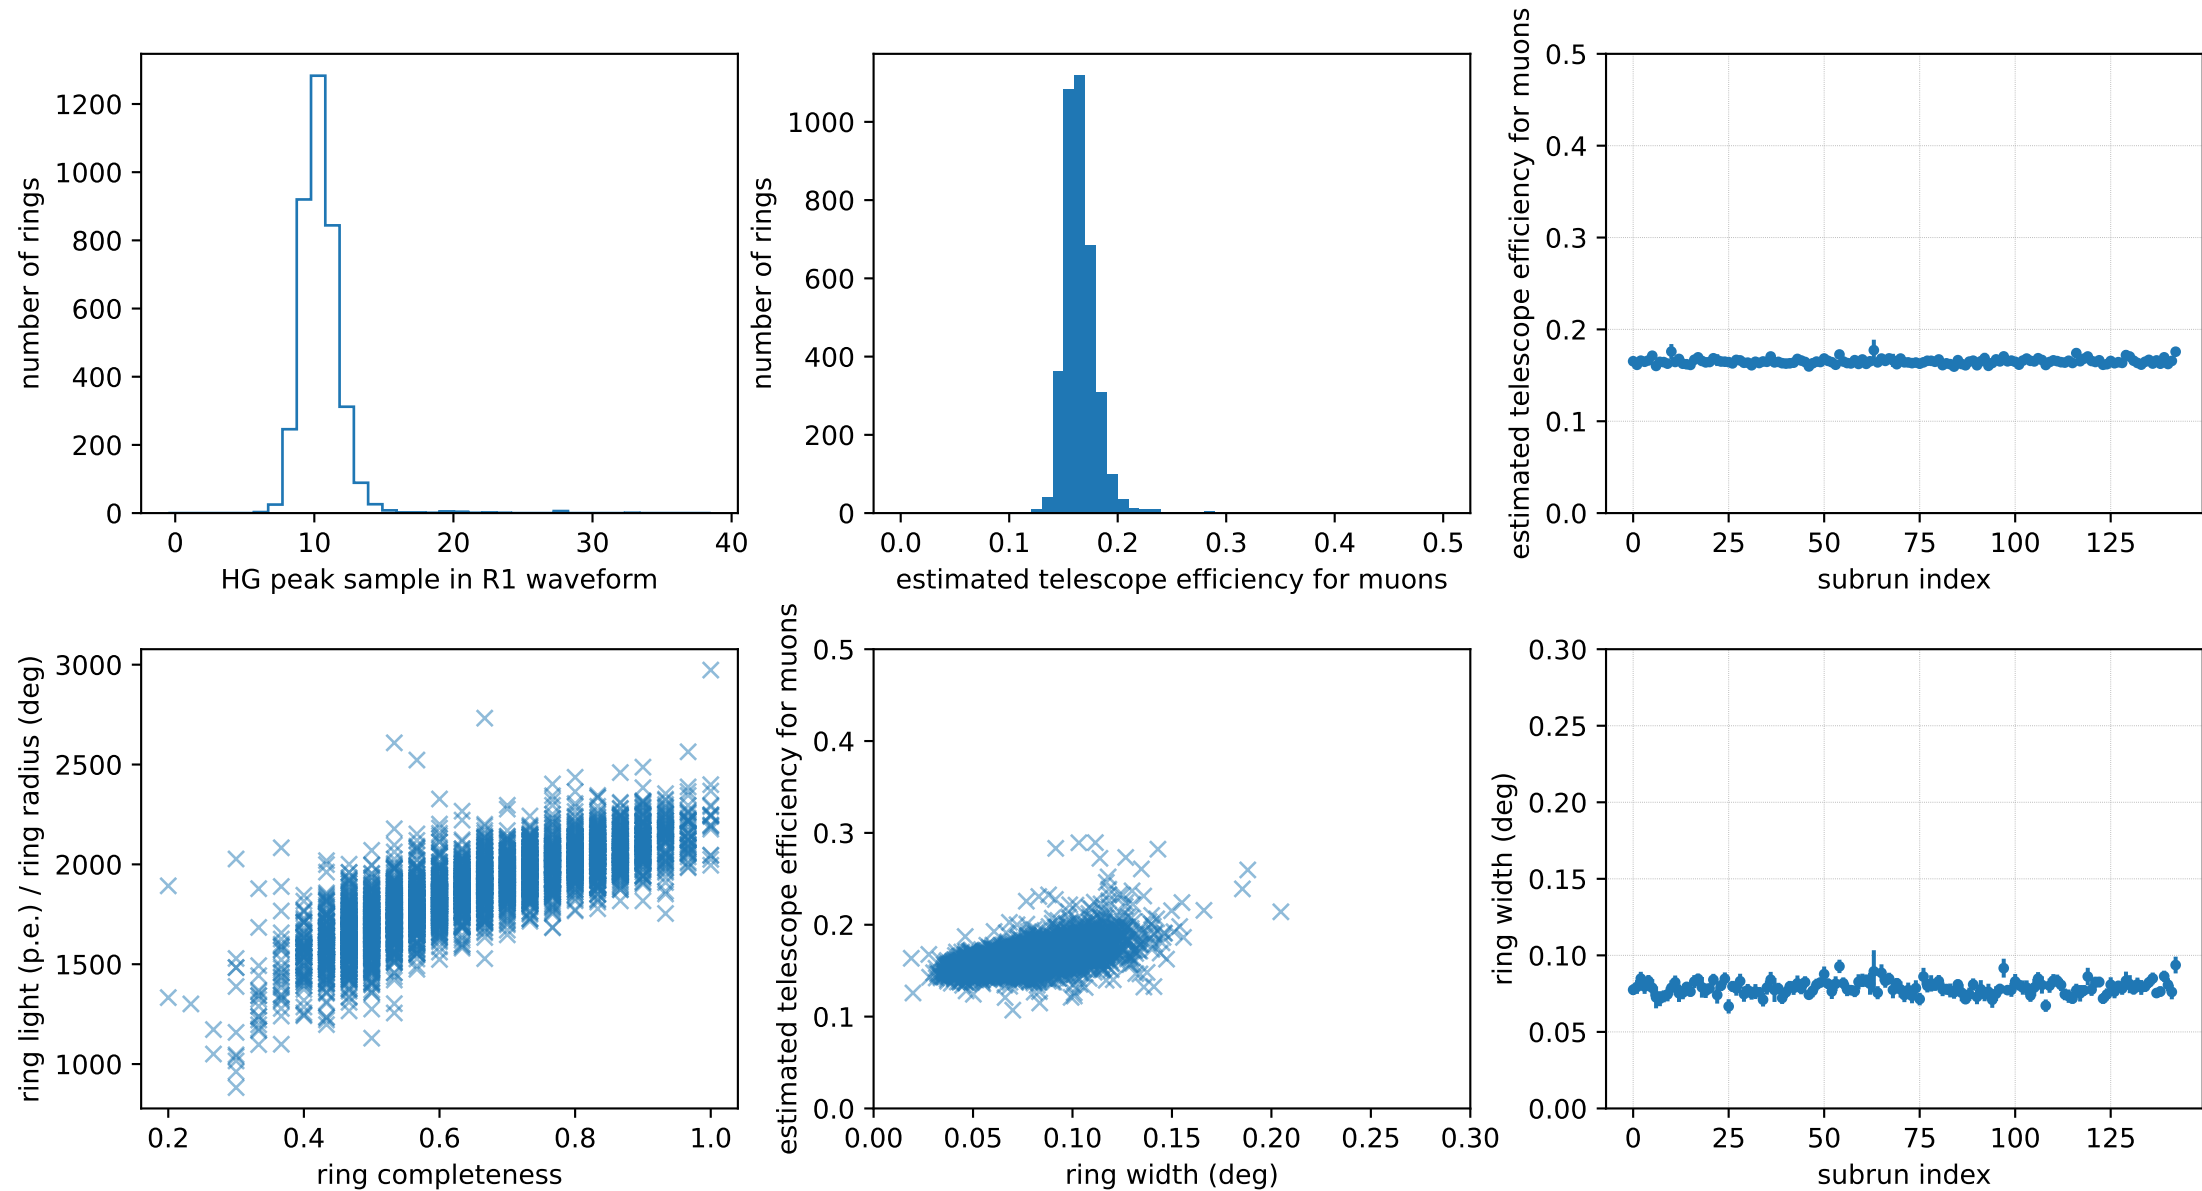 number of rings
1200
1000
800
600
400
200
0
0 10 20 30 40
HG peak sample in R1 waveform
number of rings
1000
800
600
400
200
0
0.0 0.1 0.2 0.3 0.4 0.5
estimated telescope efficiency for muons
estimated telescope efficiency for muons
0.5
0.4
0.3
0.2
0.1
0.0
0 25 50 75 100 125
subrun index
ring light (p.e.) / ring radius (deg)
3000
2500
2000
1500
1000
0.2 0.4 0.6 0.8 1.0
ring completeness
estimated telescope efficiency for muons
0.5
0.4
0.3
0.2
0.1
0.0
0.00 0.05 0.10 0.15 0.20 0.25 0.30
ring width (deg)
ring width (deg)
0.30
0.25
0.20
0.15
0.10
0.05
0.00
0 25 50 75 100 125
subrun index